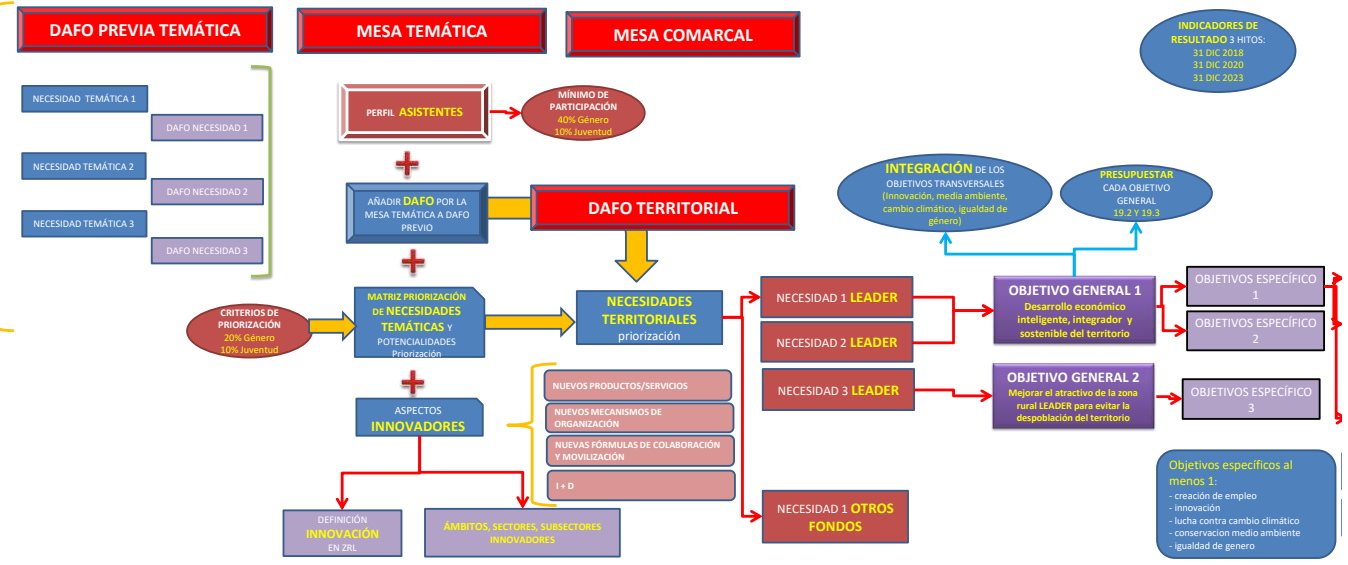 DAFO PREVIA TEMÁTICA
MESA TEMÁTICA
MESA COMARCAL
INDICADORES DE
RESULTADO 3 HITOS:
31 DIC 2018
31 DIC 2020
31 DIC 2023
NECESIDAD TEMÁTICA 1
DAFO NECESIDAD 1
NECESIDAD TEMÁTICA 2
DAFO NECESIDAD 2
NECESIDAD TEMÁTICA 3
DAFO NECESIDAD 3
PERFIL ASISTENTES
MÍNIMO DE
PARTICIPACIÓN
40% Género
10% Juventud
AÑADIR DAFO POR LA
MESA TEMÁTICA A DAFO
PREVIO
DAFO TERRITORIAL
INTEGRACIÓN DE LOS
OBJETIVOS TRANSVERSALES
(Innovación, media ambiente,
cambio climático, igualdad de
género)
PRESUPUESTAR
CADA OBJETIVO
GENERAL
19.2 Y 19.3
CRITERIOS DE
PRIORIZACIÓN
20% Género
10% Juventud
MATRIZ PRIORIZACIÓN
DE NECESIDADES
TEMÁTICAS Y
POTENCIALIDADES
Priorización
NECESIDADES
TERRITORIALES
priorización
NECESIDAD 1 LEADER
NECESIDAD 2 LEADER
NECESIDAD 3 LEADER
OBJETIVO GENERAL 1
Desarrollo económico
inteligente, integrador y
sostenible del territorio
OBJETIVOS ESPECÍFICO
1
OBJETIVOS ESPECÍFICO
2
OBJETIVO GENERAL 2
Mejorar el atractivo de la zona
rural LEADER para evitar la
despoblación del territorio
OBJETIVOS ESPECÍFICO
3
ASPECTOS
INNOVADORES
NUEVOS PRODUCTOS/SERVICIOS
NUEVOS MECANISMOS DE
ORGANIZACIÓN
NUEVAS FÓRMULAS DE COLABORACIÓN
Y MOVILIZACIÓN
I + D
DEFINICIÓN
INNOVACIÓN
EN ZRL
ÁMBITOS, SECTORES, SUBSECTORES
INNOVADORES
NECESIDAD 1 OTROS
FONDOS
Objetivos específicos al
menos 1:
- creación de empleo
- innovación
- lucha contra cambio climático
- conservacion medio ambiente
- igualdad de genero